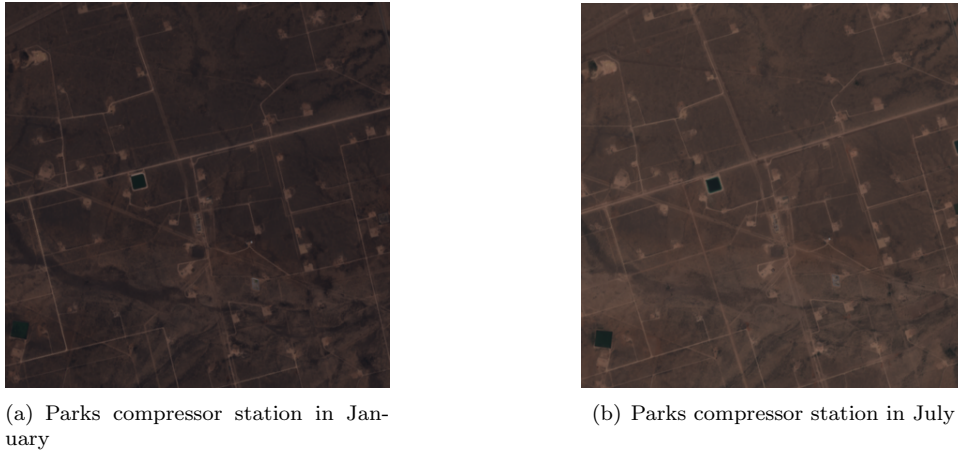 (a) Parks compressor station in Jan-
uary
(b) Parks compressor station in July